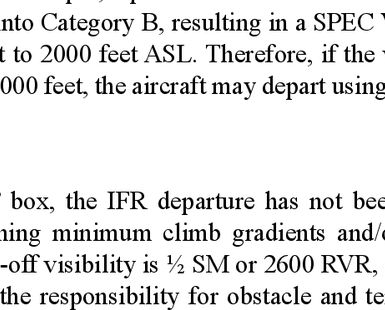 into Category B, resulting in a SPEC
t to 2000 feet ASL. Therefore, if the
000 feet, the aircraft may depart using
box, the IFR departure has not bee
ning minimum climb gradients and/
-off visibility is ½ SM or 2600 RVR,
the responsibility for obstacle and te